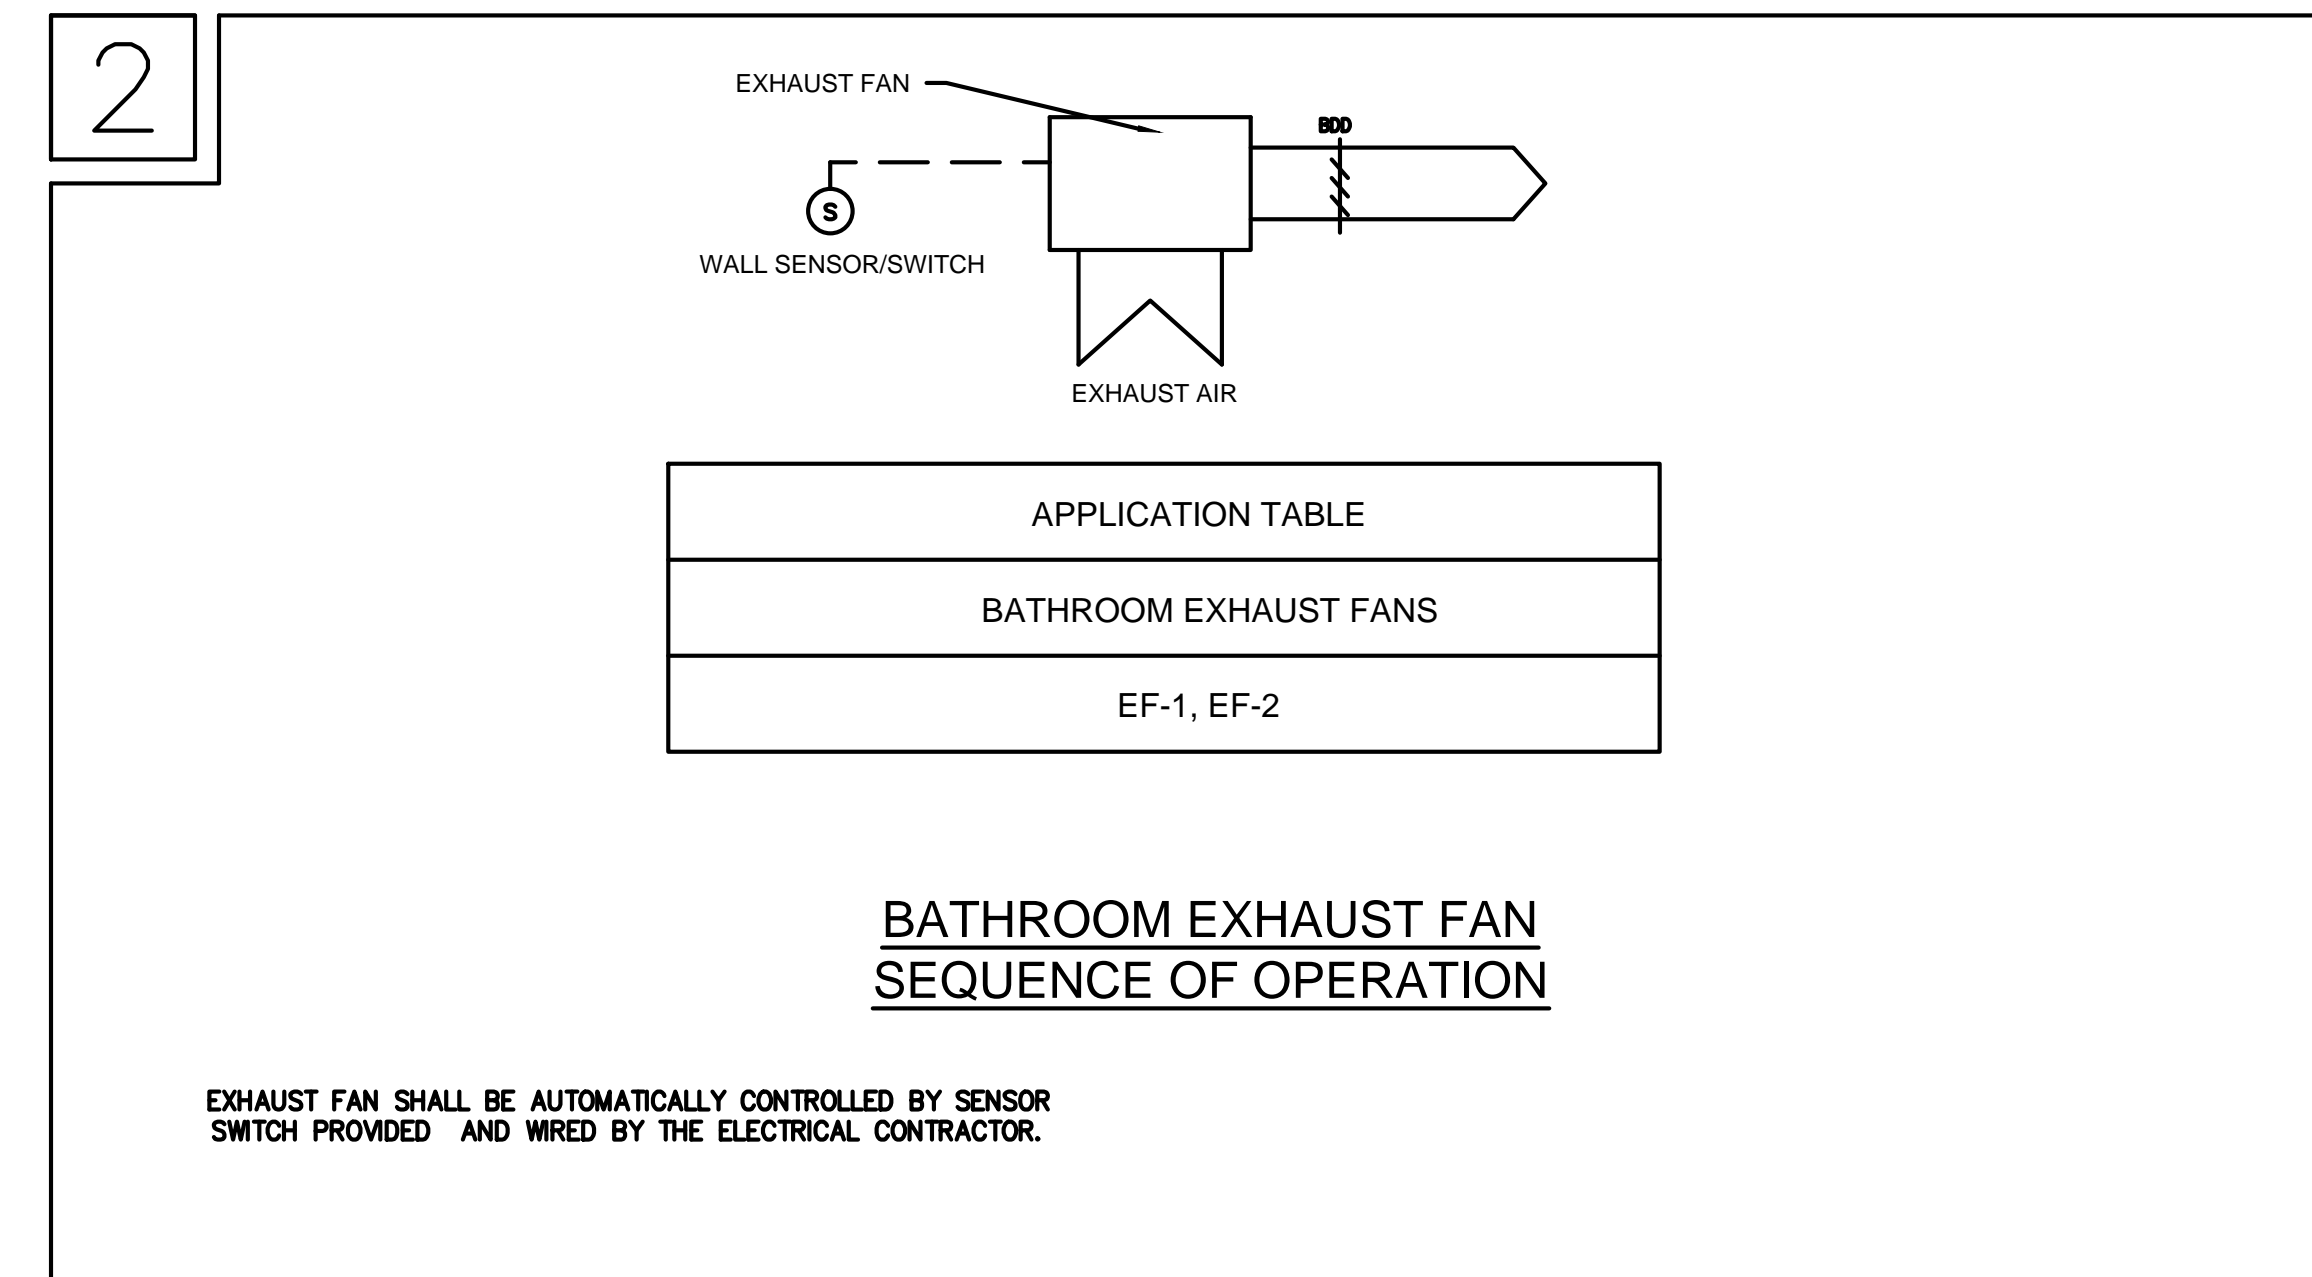 2
EXHAUST FAN
BDD
S
WALL SENSOR/SWITCH
EXHAUST AIR
APPLICATION TABLE
BATHROOM EXHAUST FANS
EF-1, EF-2
BATHROOM EXHAUST FAN
SEQUENCE OF OPERATION
EXHAUST FAN SHALL BE AUTOMATICALLY CONTROLLED BY SENSOR
SWITCH PROVIDED AND WIRED BY THE ELECTRICAL CONTRACTOR.